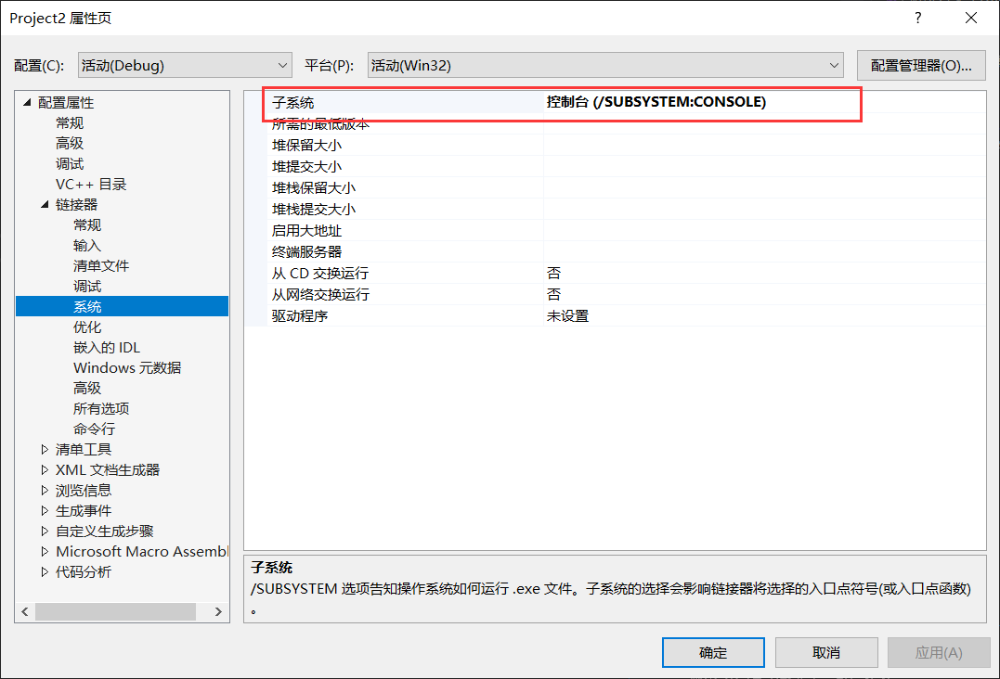 Project2 属性页
?
配置(C): 活动(Debug) 平台(P): 活动(Win32) 配置管理器(O)...
配置属性
常规
高级
调试
VC++ 目录
链接器
常规
输入
清单文件
调试
系统
优化
嵌入的 IDL
Windows 元数据
高级
所有选项
命令行
清单工具
XML 文档生成器
浏览信息
生成事件
自定义生成步骤
Microsoft Macro Assembl
代码分析
子系统 控制台 (/SUBSYSTEM:CONSOLE)
所需的最低版本
堆保留大小
堆提交大小
堆栈保留大小
堆栈提交大小
启用大地址
终端服务器
从 CD 交换运行 否
从网络交换运行 否
驱动程序 未设置
子系统
/SUBSYSTEM 选项告知操作系统如何运行 .exe 文件。子系统的选择会影响链接器将选择的入口点符号(或入口点函数)
。
确定 取消 应用(A)